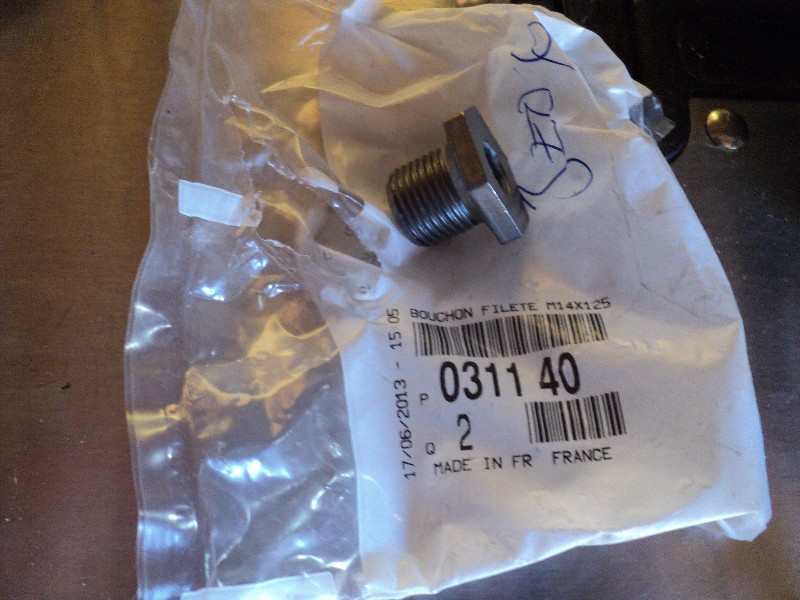 BOUCHON FILETE M14X125
P 0311 40
Q 2
MADE IN FR FRANCE
17/06/2013 - 15 05